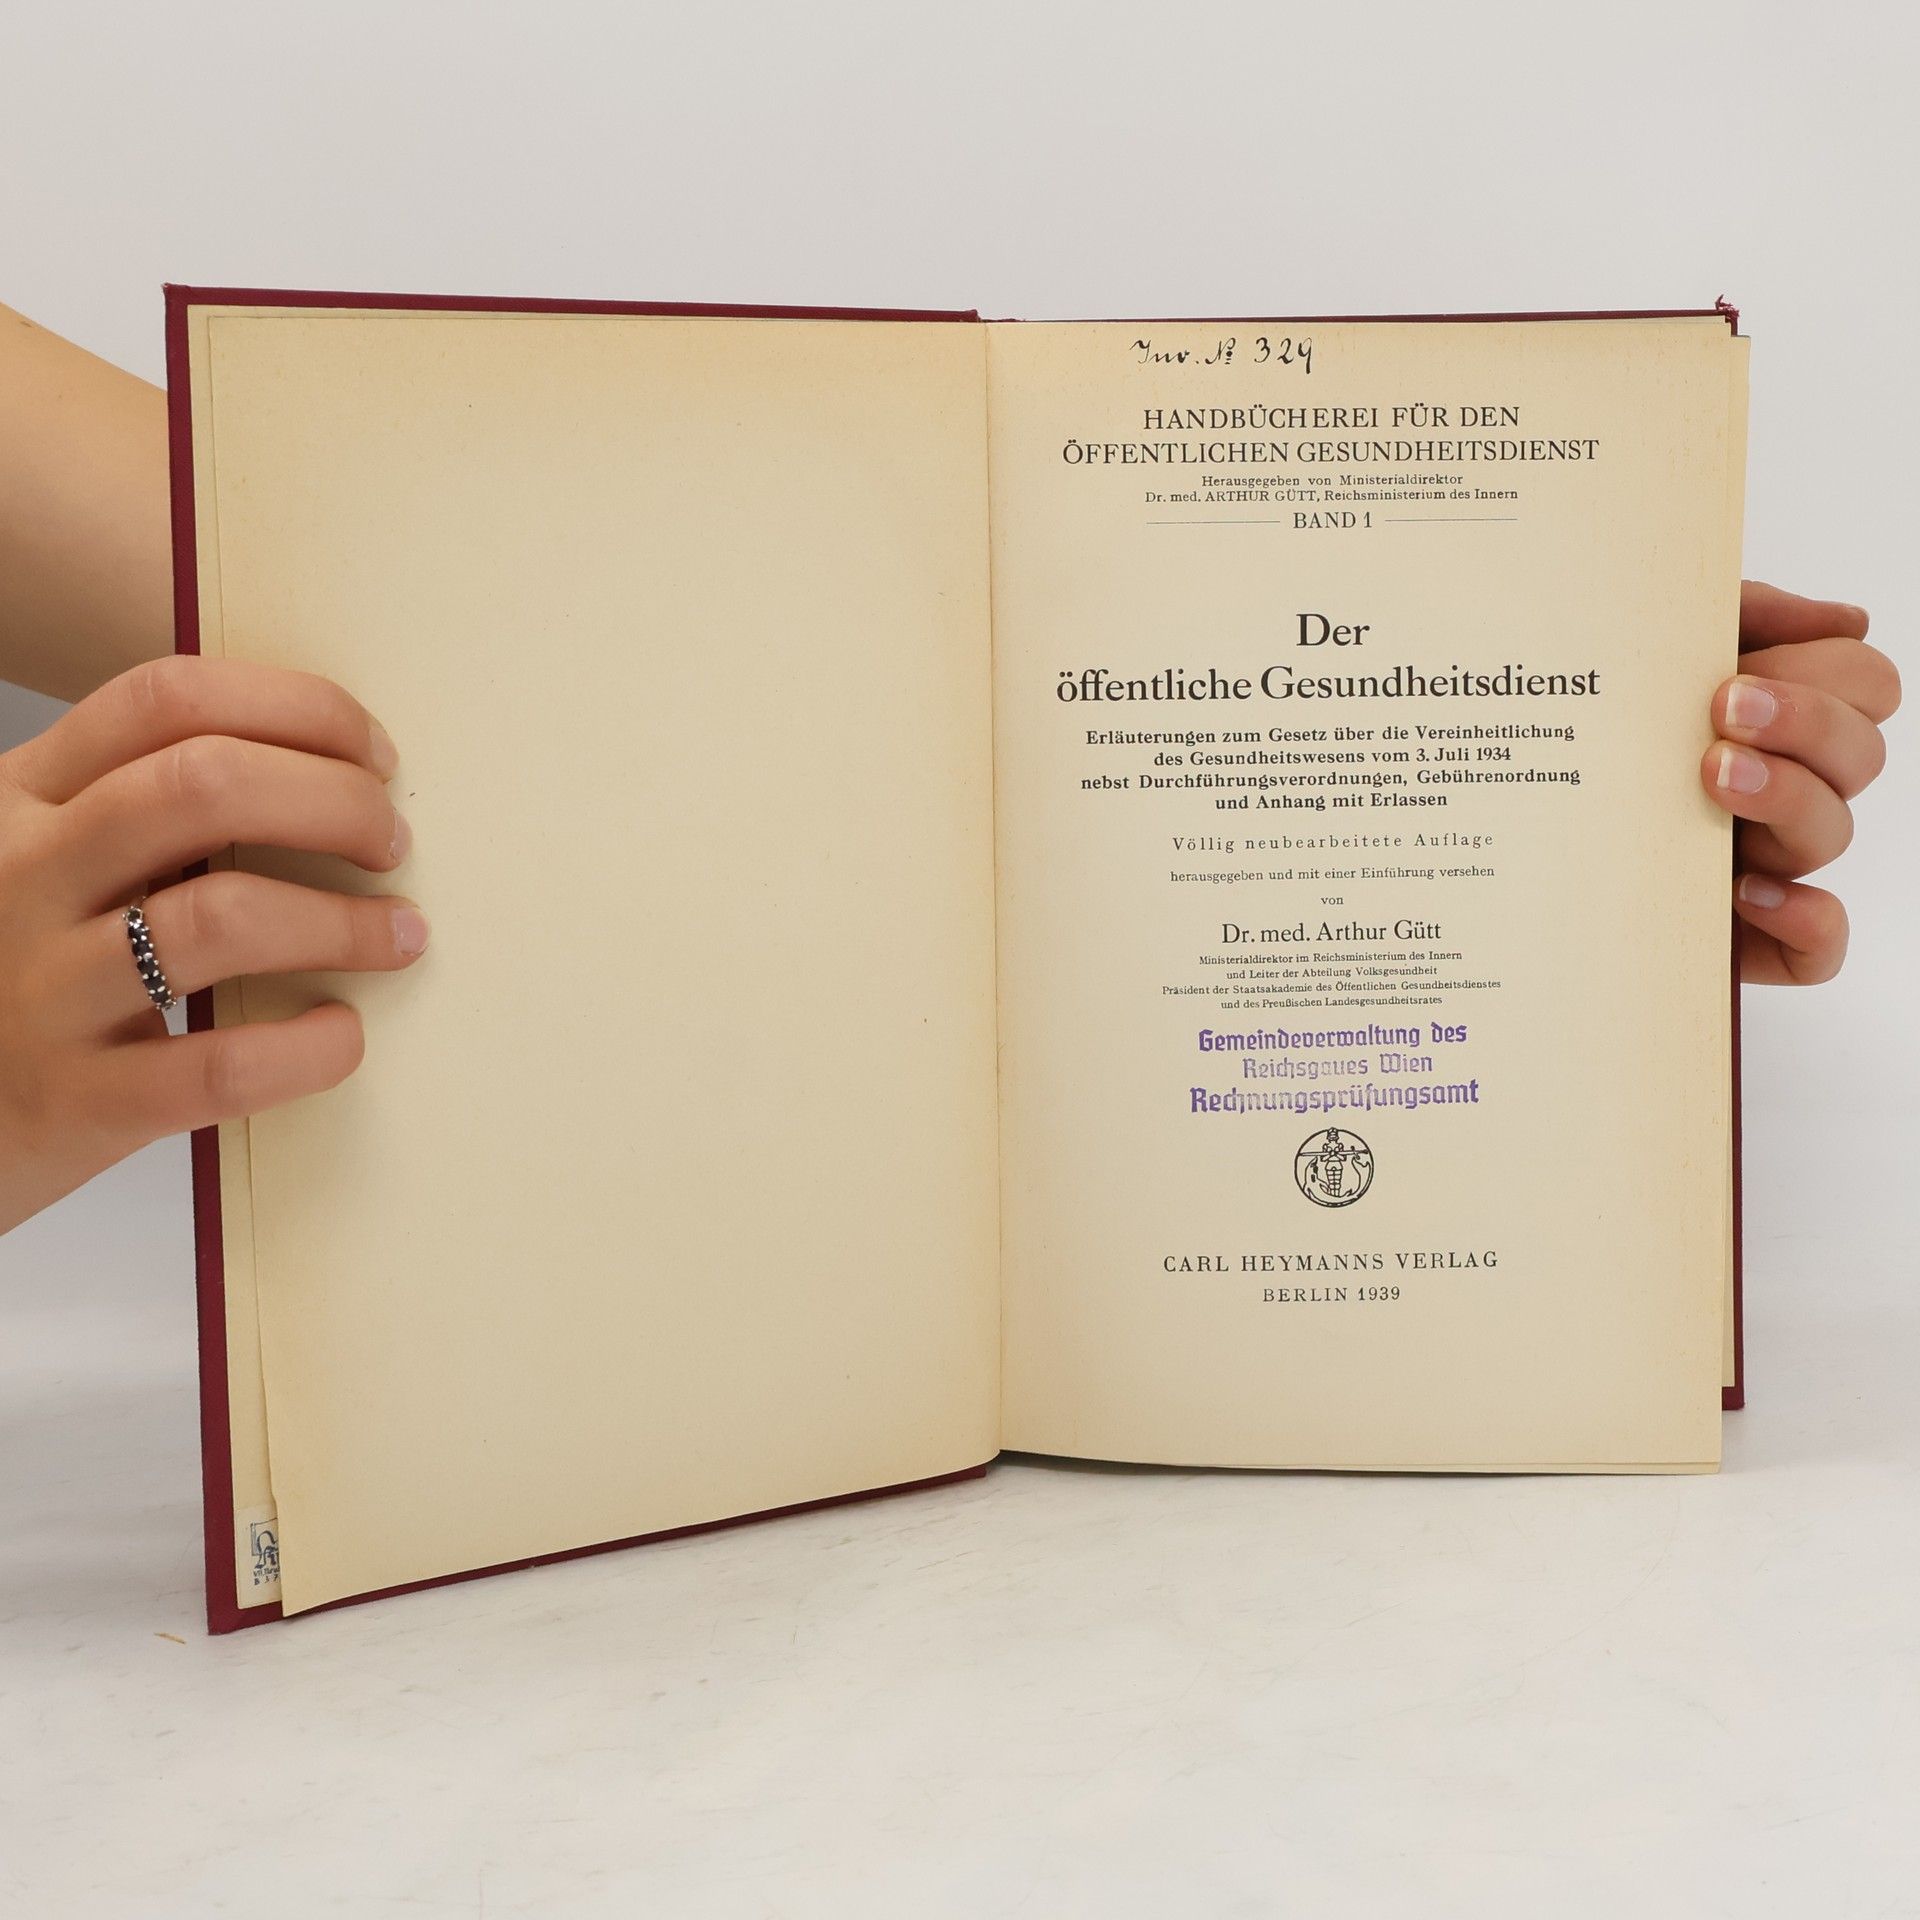 Inv. № 329
HANDBÜCHEREI FÜR DEN
ÖFFENTLICHEN GESUNDHEITSDIENST
Herausgegeben von Ministerialdirektor
Dr. med. ARTHUR GÜTT, Reichsministerium des Innern
BAND 1
Der
öffentliche Gesundheitsdienst
Erläuterungen zum Gesetz über die Vereinheitlichung
des Gesundheitswesens vom 3. Juli 1934
nebst Durchführungsverordnungen, Gebührenordnung
und Anhang mit Erlassen
Völlig neubearbeitete Auflage
herausgegeben und mit einer Einführung versehen
von
Dr. med. Arthur Gütt
Ministerialdirektor im Reichsministerium des Innern
und Leiter der Abteilung Volksgesundheit
Präsident der Staatsakademie des Öffentlichen Gesundheitsdienstes
und des Preußischen Landesgesundheitsrates
Gemeindeverwaltung des
Reichsgaues Wien
Rechnungsprüfungsamt
CARL HEYMANNS VERLAG
BERLIN 1939